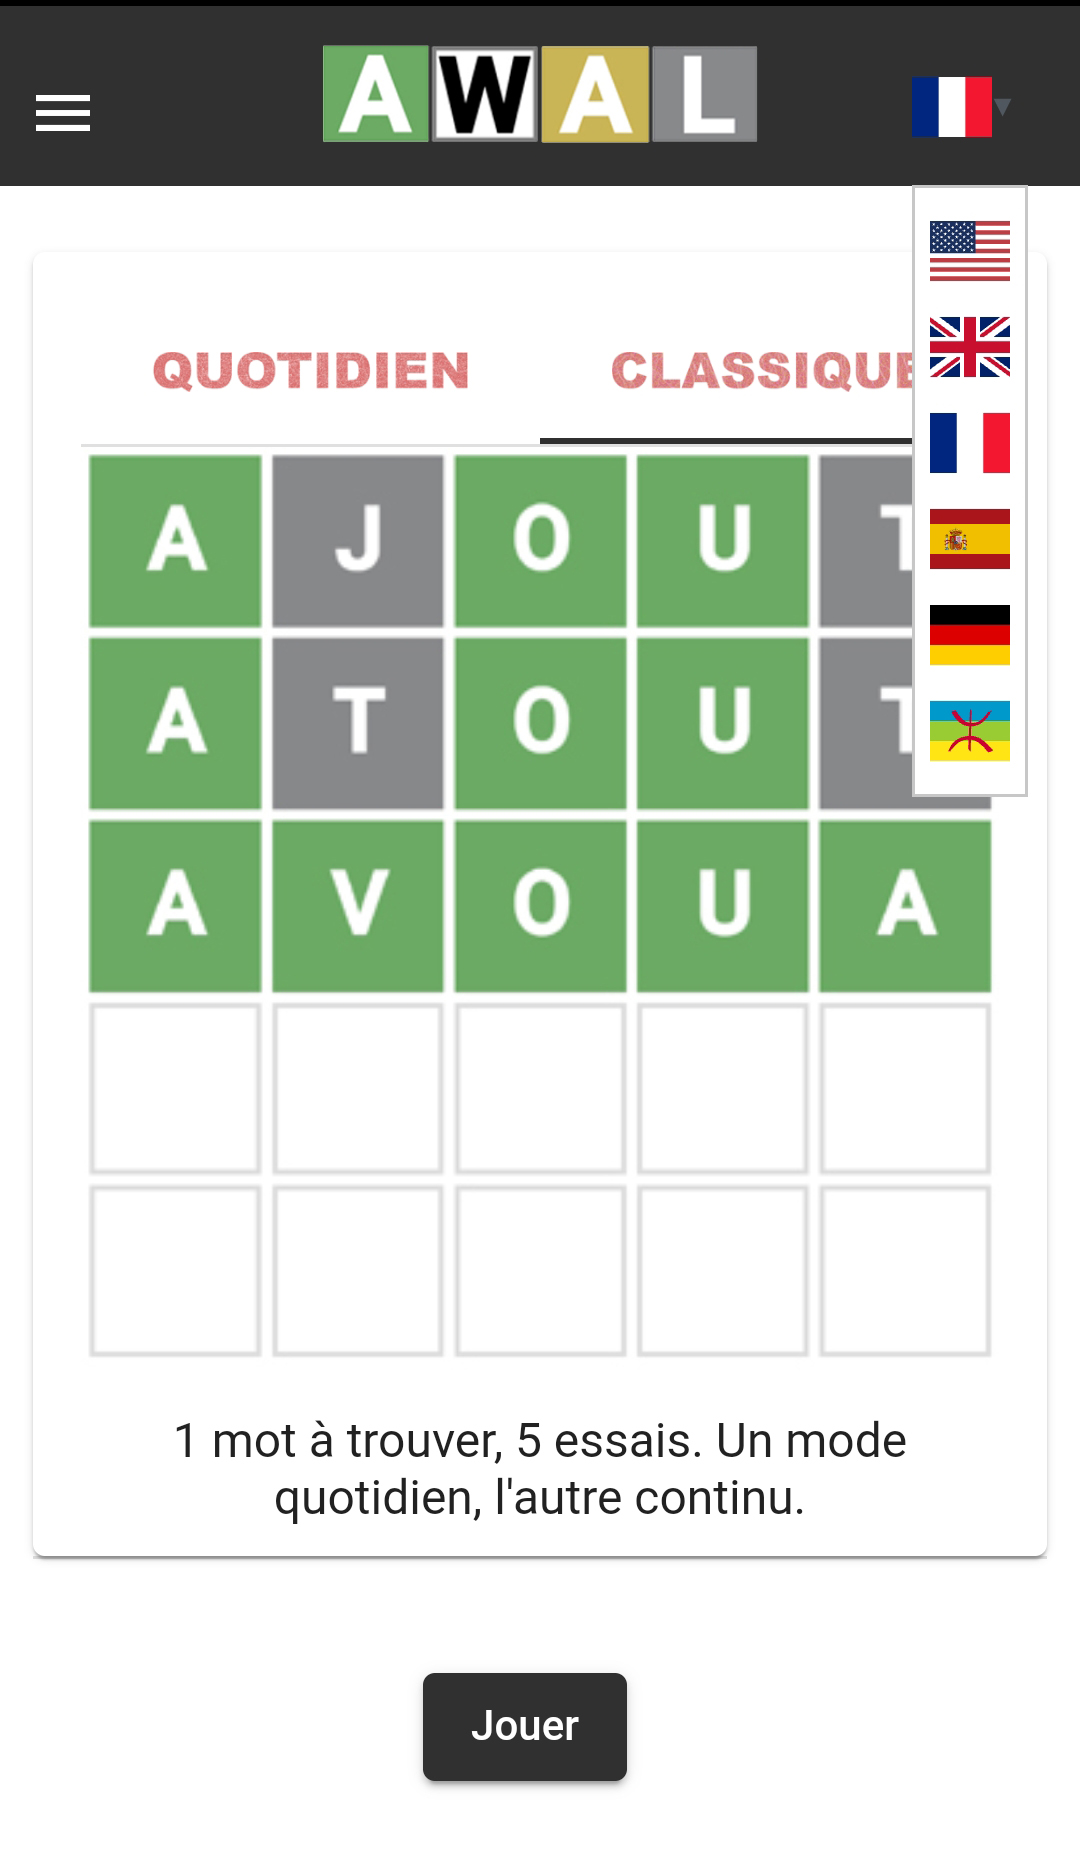 AWAL
QUOTIDIEN CLASSIQUE
A J O U T
A T O U T
A V O U A
1 mot à trouver, 5 essais. Un mode
quotidien, l'autre continu.
Jouer